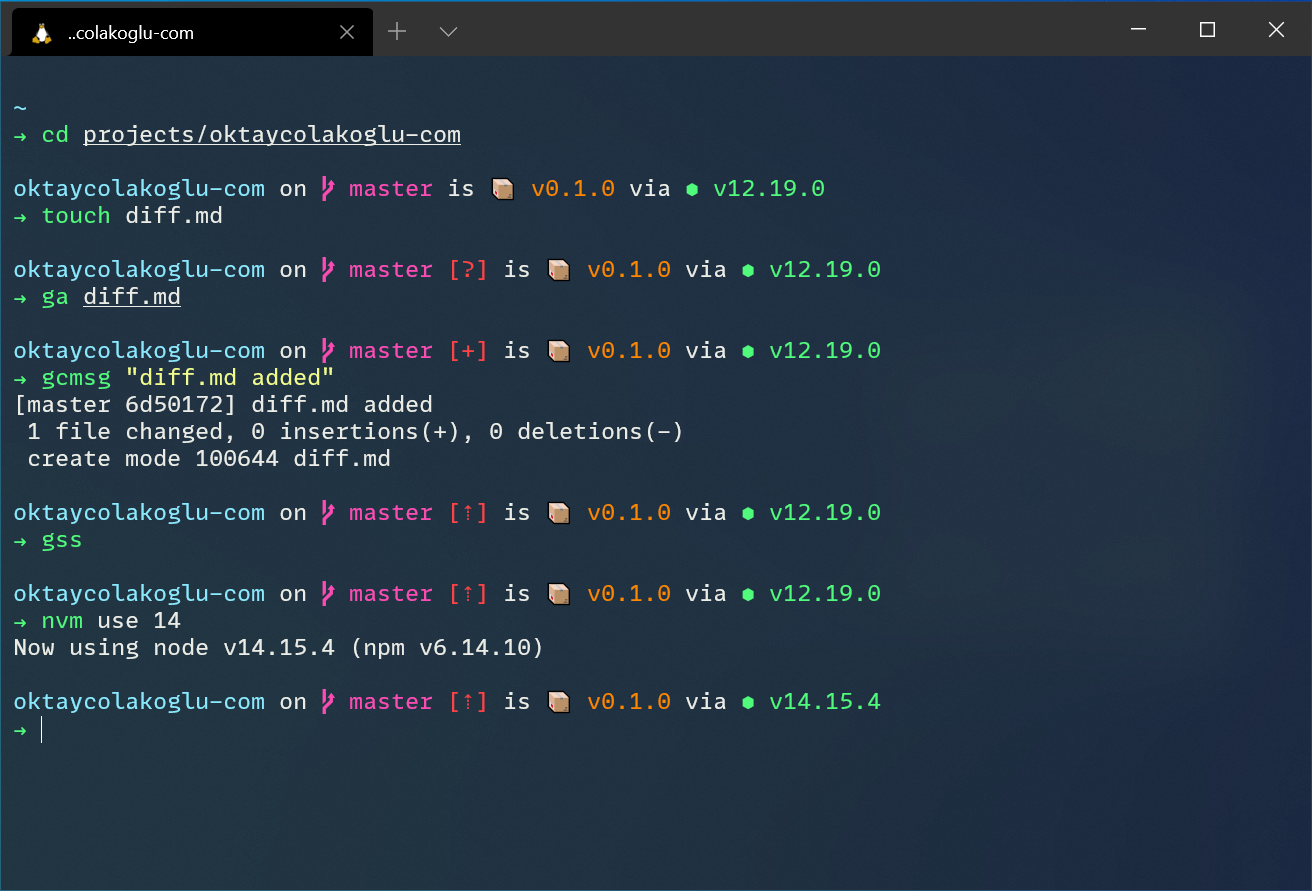 ..colakoglu-com
~
→ cd projects/oktaycolakoglu-com
oktaycolakoglu-com on master is 📦 v0.1.0 via ⬢ v12.19.0
→ touch diff.md
oktaycolakoglu-com on master [?] is 📦 v0.1.0 via ⬢ v12.19.0
→ ga diff.md
oktaycolakoglu-com on master [+] is 📦 v0.1.0 via ⬢ v12.19.0
→ gcmsg "diff.md added"
[master 6d50172] diff.md added
1 file changed, 0 insertions(+), 0 deletions(-)
create mode 100644 diff.md
oktaycolakoglu-com on master [⇡] is 📦 v0.1.0 via ⬢ v12.19.0
→ gss
oktaycolakoglu-com on master [⇡] is 📦 v0.1.0 via ⬢ v12.19.0
→ nvm use 14
Now using node v14.15.4 (npm v6.14.10)
oktaycolakoglu-com on master [⇡] is 📦 v0.1.0 via ⬢ v14.15.4
→